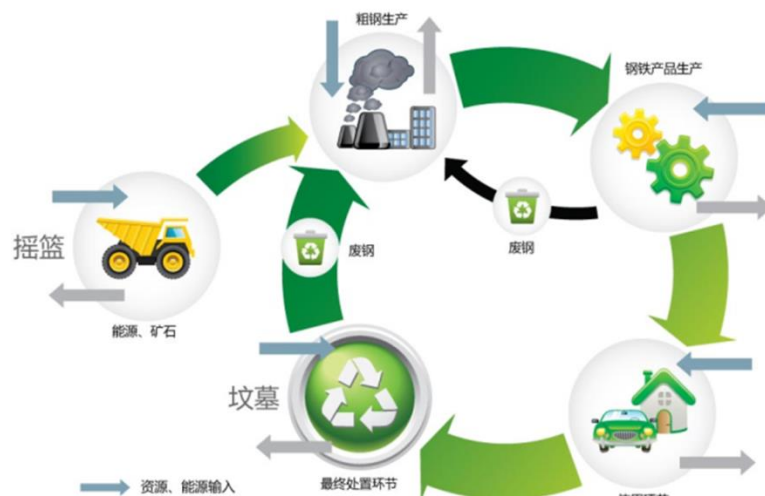 粗钢生产
钢铁产品生产
摇篮
废钢
废钢
能源、矿石
坟墓
资源、能源输入
最终处置环节